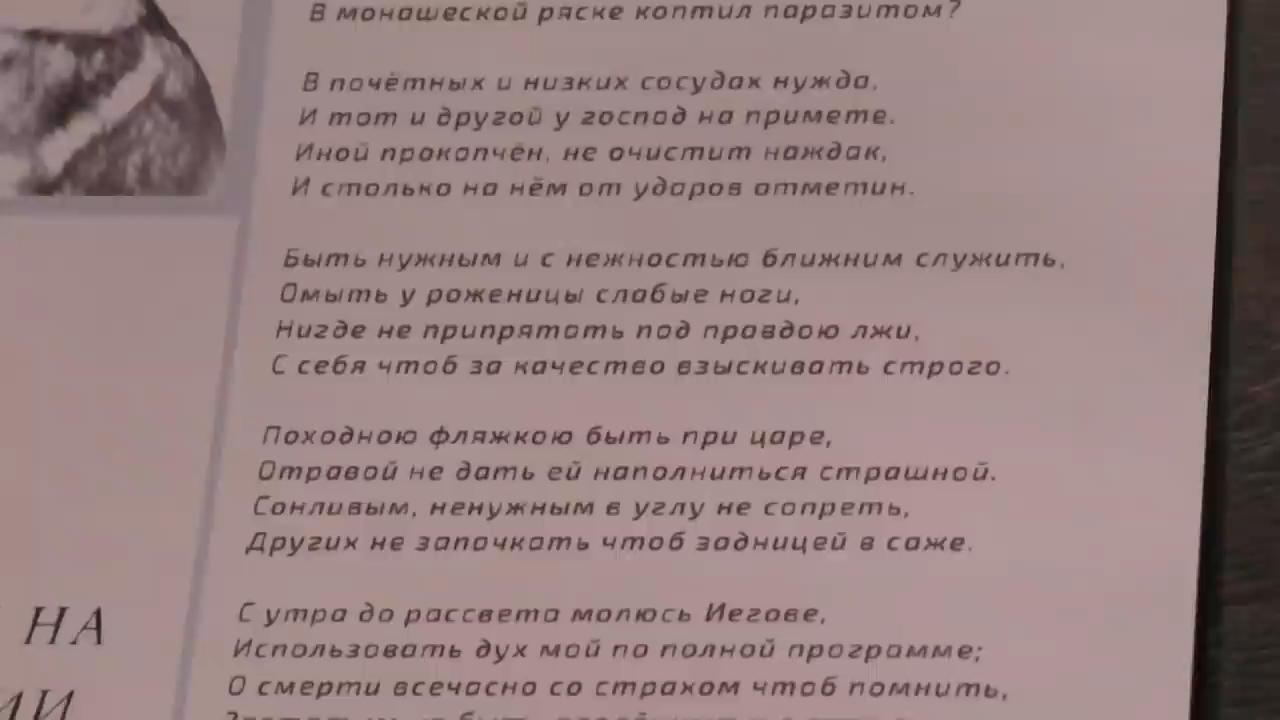 В монашеской ряске коптил паразитом?
В почётных и низких сосудах нужда,
И тот и другой у господ на примете.
Иной прокопчён, не очистит наждак,
И столько на нём от ударов отметин.
Быть нужным и с нежностью ближним служить,
Омыть у роженицы слабые ноги,
Нигде не припрятать под правдою лжи,
С себя чтоб за качество взыскивать строго.
Походною фляжкою быть при царе,
Отравой не дать ей наполниться страшной.
Сонливым, ненужным в углу не сопреть,
Других не запачкать чтоб задницей в саже.
С утра до рассвета молюсь Иегове,
Использовать дух мой по полной программе;
О смерти всечасно со страхом чтоб помнить,
НА